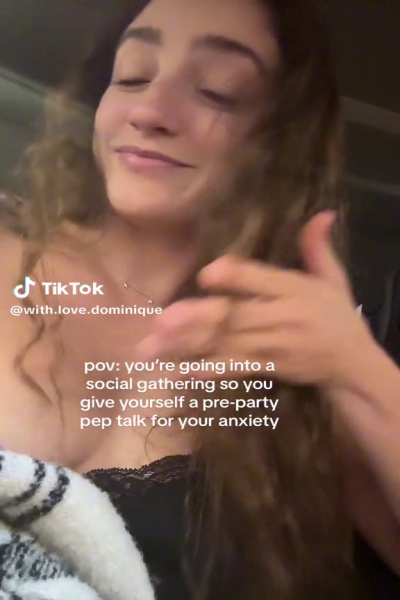 TikTok
@with.love.dominique
pov: you're going into a
social gathering so you
give yourself a pre-party
pep talk for your anxiety